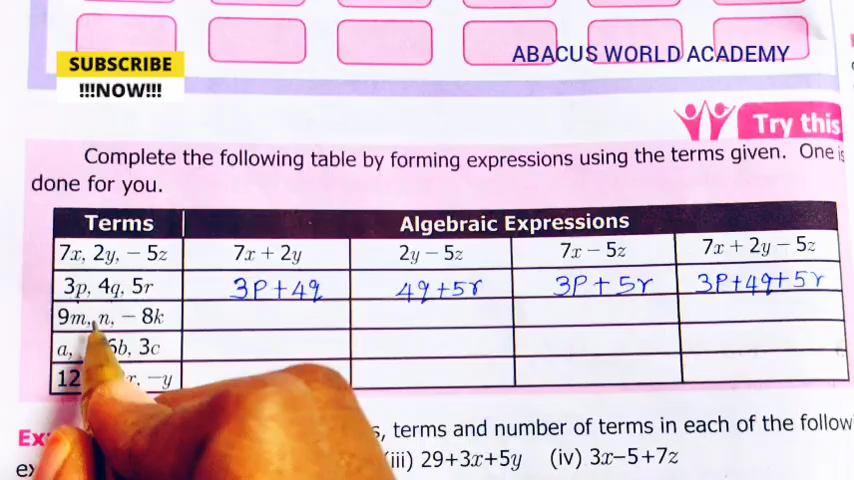 ABACUS WORLD ACADEMY
SUBSCRIBE
!!!NOW!!!
Try this
Complete the following table by forming expressions using the terms given. One is
done for you.
Terms Algebraic Expressions
7x, 2y, − 5z 7x + 2y 2y − 5z 7x − 5z 7x + 2y − 5z
3p, 4q, 5r 3P+4q 4q+5r 3P+5r 3P+4q+5r
9m, n, − 8k
a, b, 3c
12 −y
terms and number of terms in each of the
(iii) 29+3x+5y (iv) 3x−5+7z